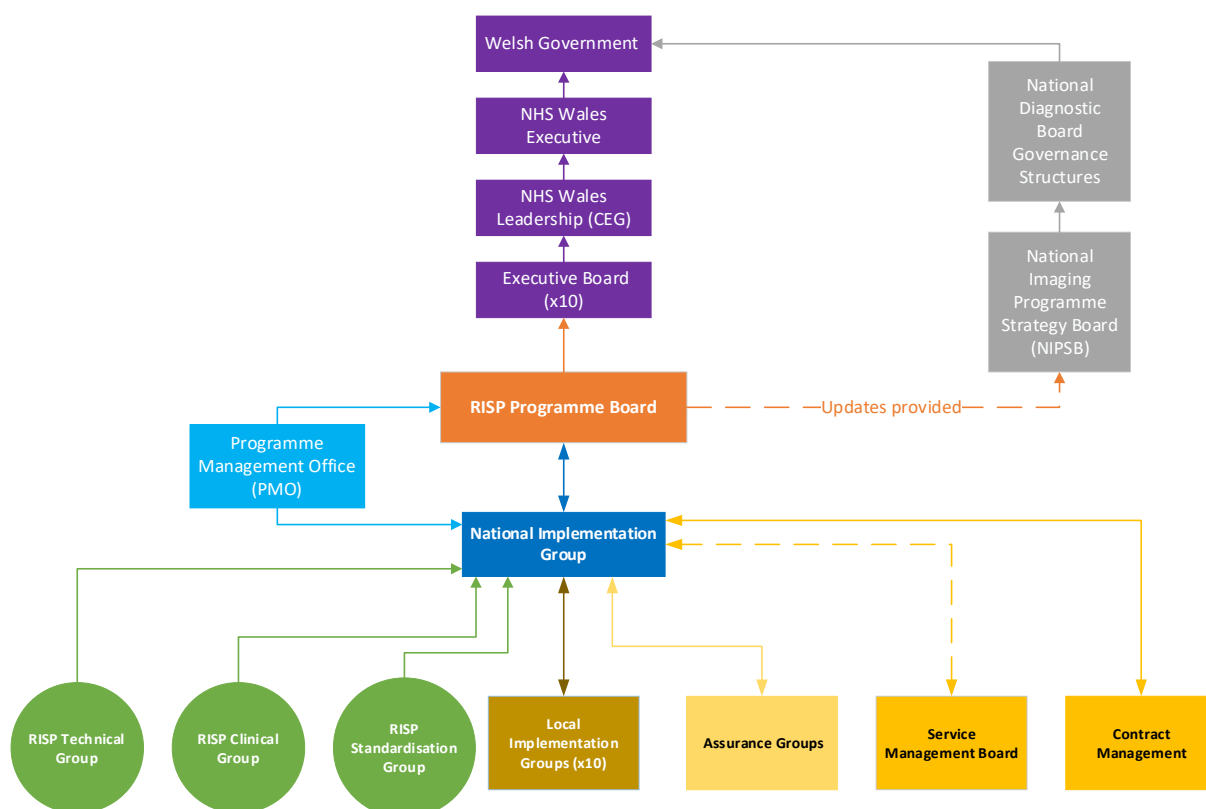 Welsh Government
NHS Wales
Executive
NHS Wales
Leadership (CEG)
Executive Board
(x10)
National
Diagnostic
Board
Governance
Structures
National
Imaging
Programme
Strategy Board
(NIPSB)
RISP Programme Board
Updates provided
Programme
Management Office
(PMO)
National Implementation
Group
RISP Technical
Group
RISP Clinical
Group
RISP
Standardisation
Group
Local
Implementation
Groups (x10)
Assurance Groups
Service
Management Board
Contract
Management